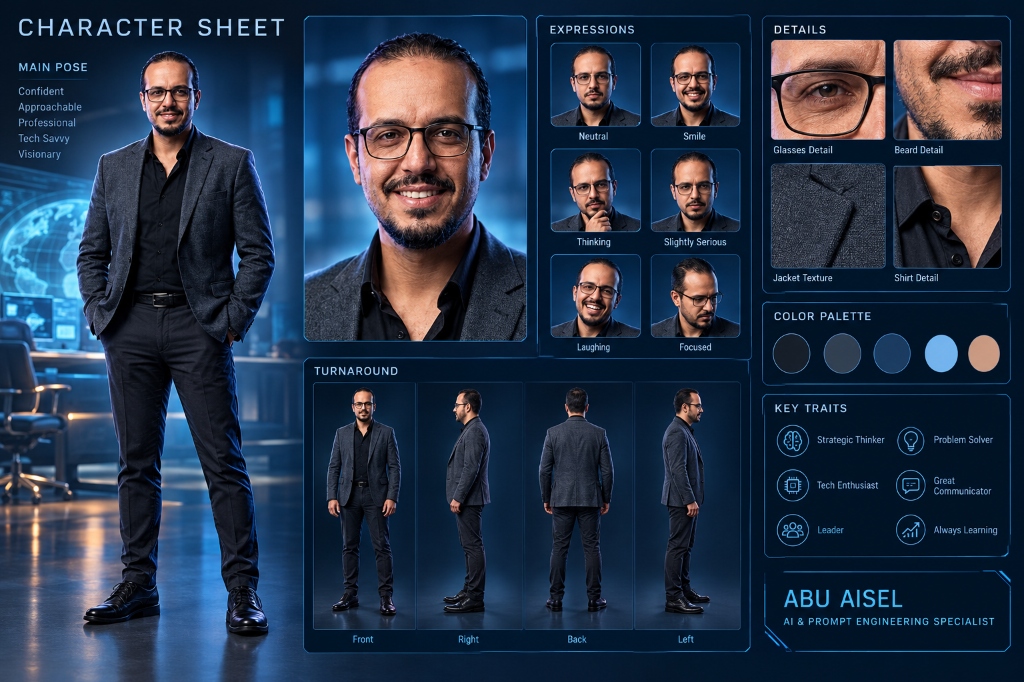 CHARACTER SHEET
MAIN POSE
Confident
Approachable
Professional
Tech Savvy
Visionary
EXPRESSIONS
Neutral
Smile
Thinking
Slightly Serious
Laughing
Focused
TURNAROUND
Front
Right
Back
Left
DETAILS
Glasses Detail
Beard Detail
Jacket Texture
Shirt Detail
COLOR PALETTE
KEY TRAITS
Strategic Thinker
Problem Solver
Tech Enthusiast
Great
Communicator
Leader
Always Learning
ABU AISEL
AI & PROMPT ENGINEERING SPECIALIST